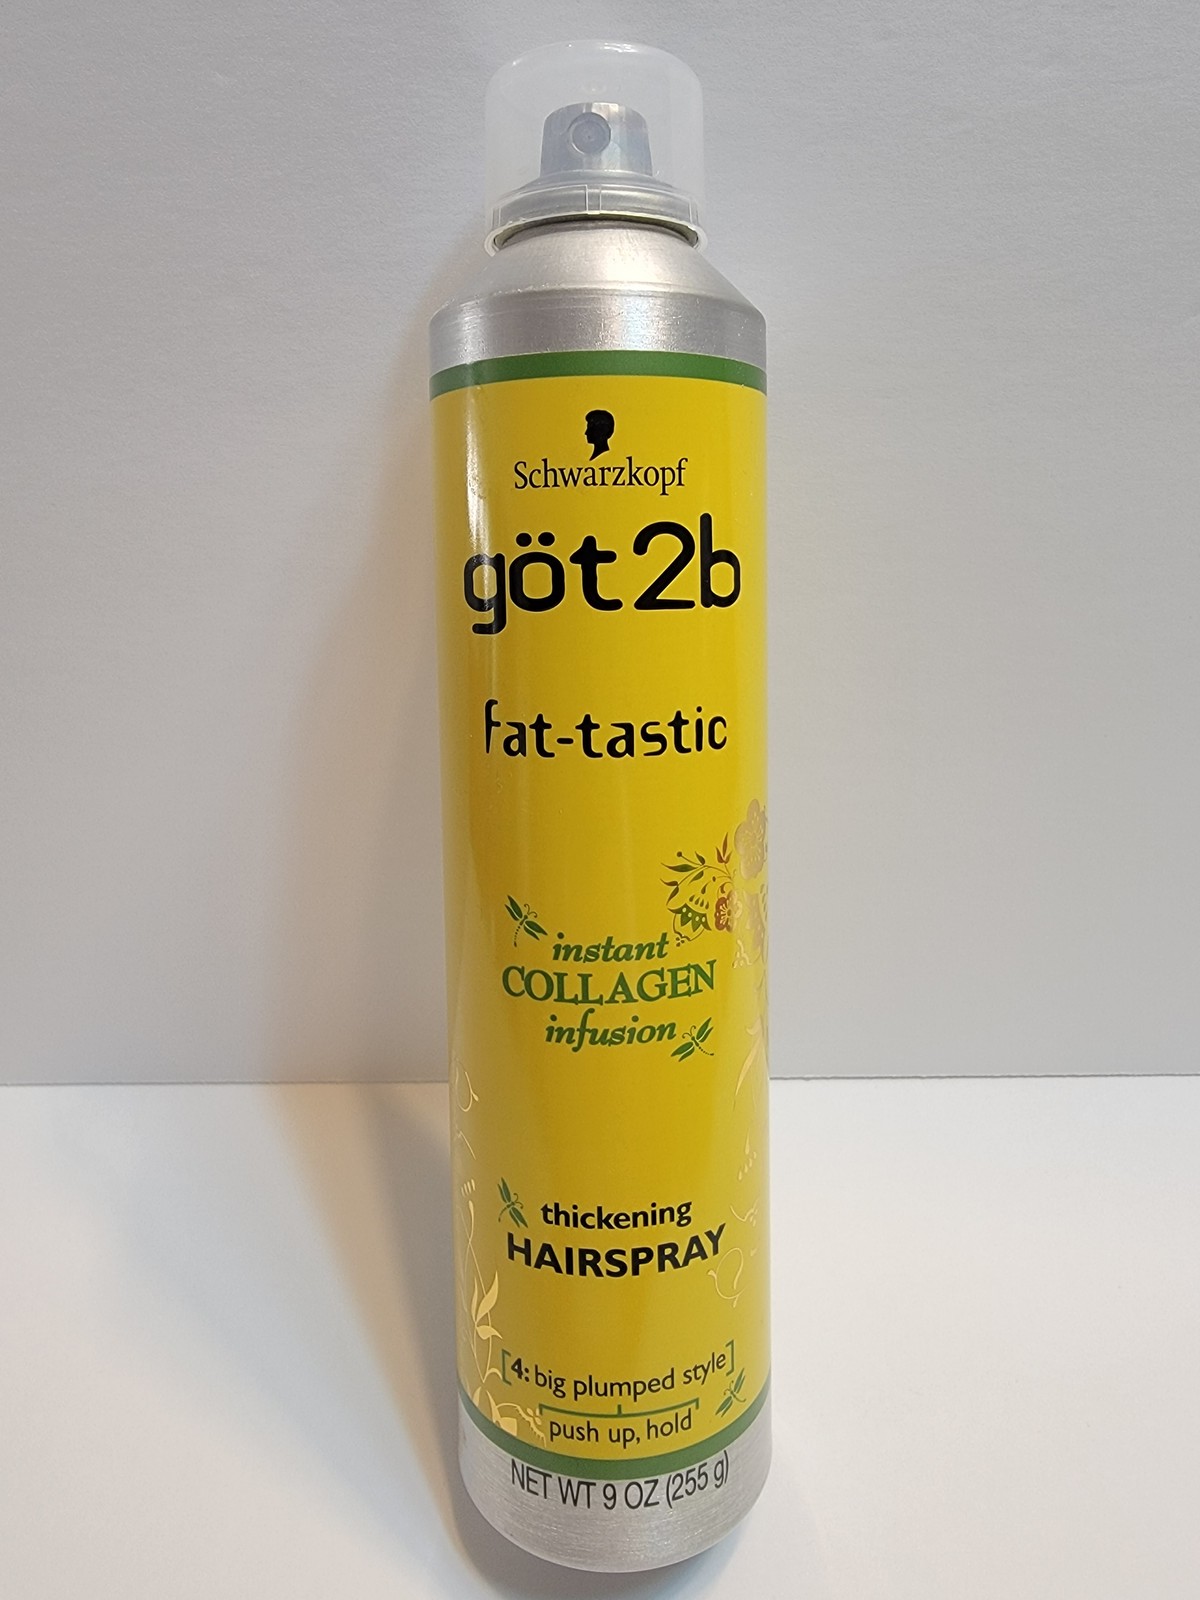 Schwarzkopf
göt2b
fat-tastic
instant
COLLAGEN
infusion
thickening
HAIRSPRAY
[4: big plumped style]
push up, hold
NET WT 9 OZ (255 g)